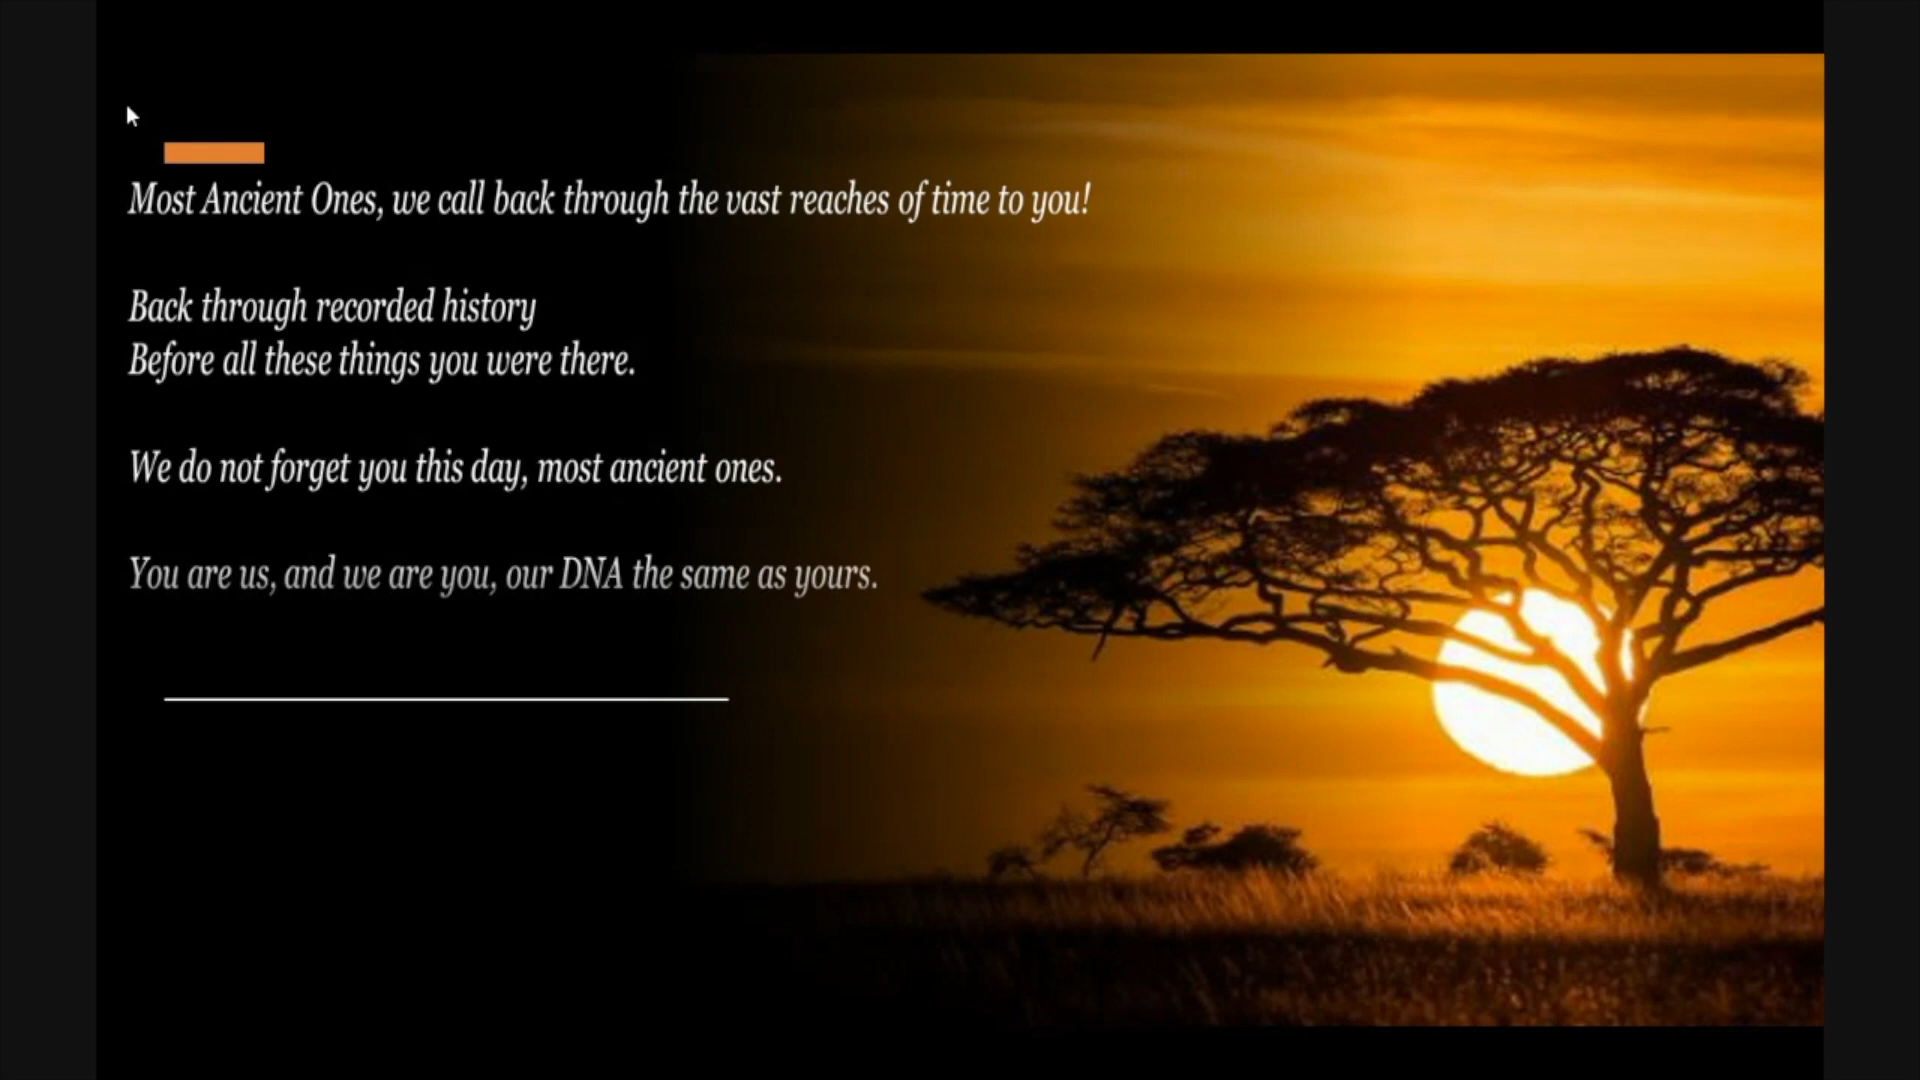 Most Ancient Ones, we call back through the vast reaches of time to you!
Back through recorded history
Before all these things you were there.
We do not forget you this day, most ancient ones.
You are us, and we are you, our DNA the same as yours.